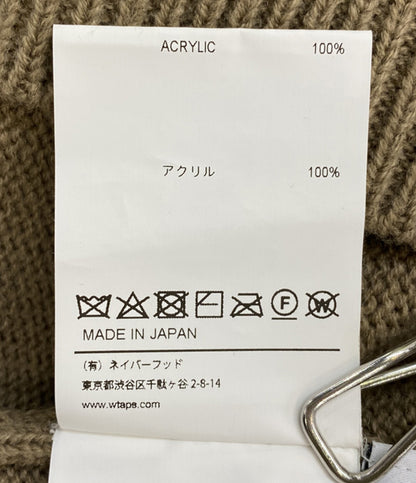 ACRYLIC 100%
アクリル 100%
F W
MADE IN JAPAN
(有)ネイバーフッド
東京都渋谷区千駄ヶ谷 2-8-14
www.wtaps.com